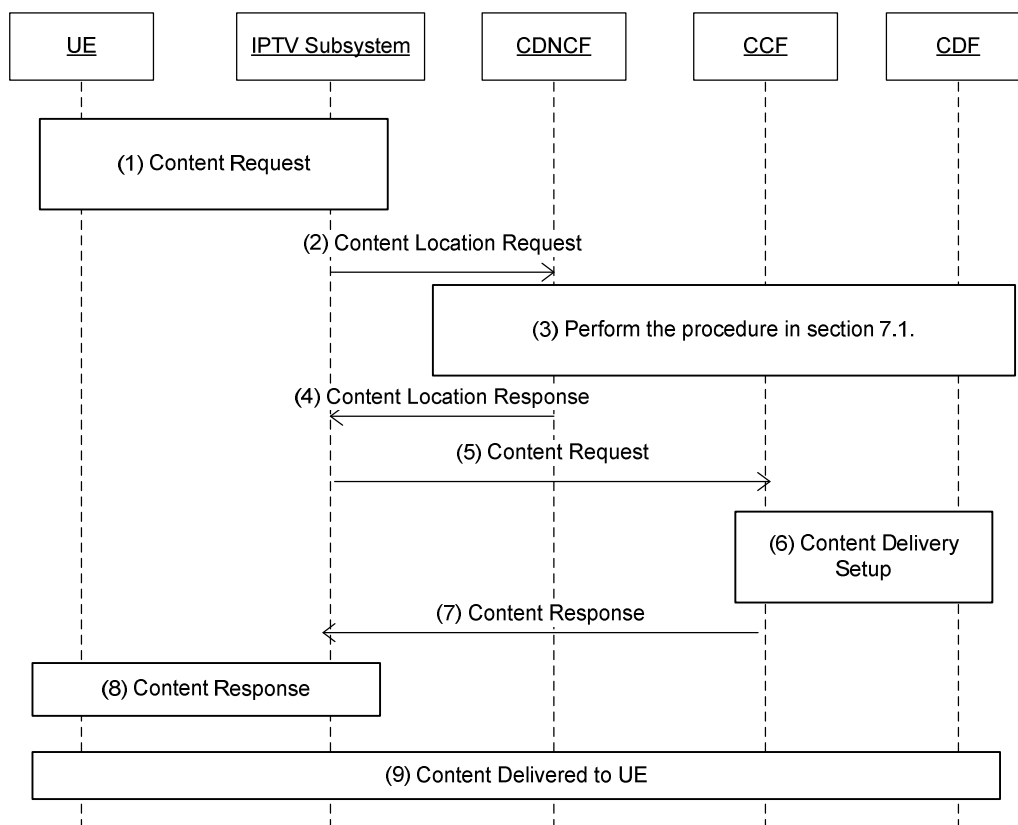 UE
IPTV Subsystem
CDNCF
CCF
CDF
(1) Content Request
(2) Content Location Request
(3) Perform the procedure in section 7.1.
(4) Content Location Response
(5) Content Request
(6) Content Delivery
Setup
(7) Content Response
(8) Content Response
(9) Content Delivered to UE